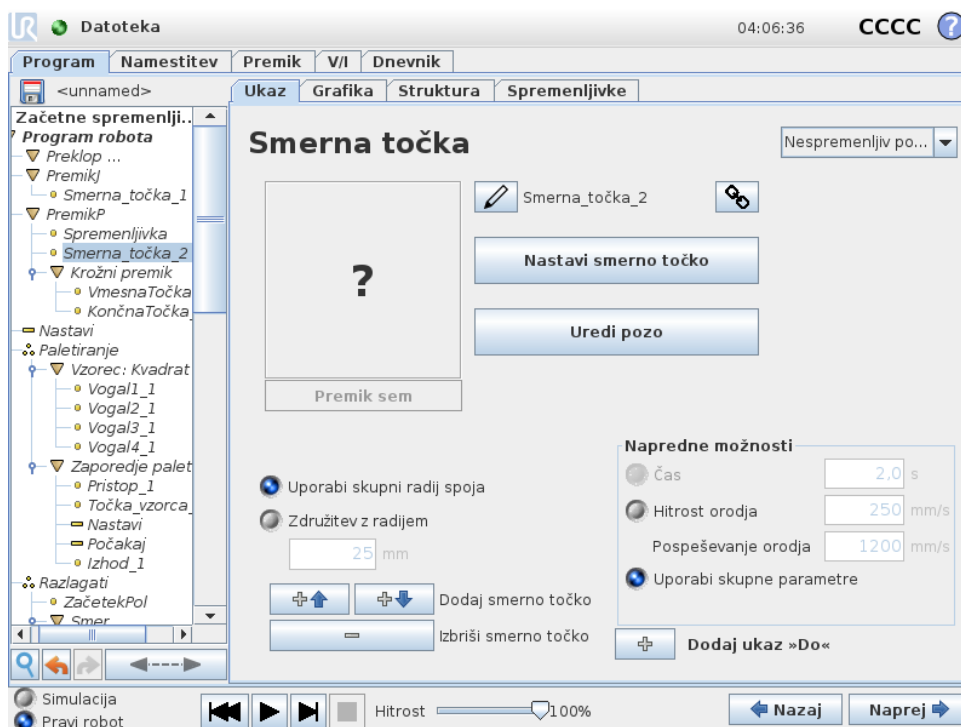 UR Datoteka 04:06:36 CCCC ?
Program Namestitev Premik V/I Dnevnik
<unnamed>
Ukaz Grafika Struktura Spremenljivke
Začetne spremenlji..
Program robota
Preklop ...
PremikJ
Smerna_točka_1
PremikP
Spremenljivka
Smerna_točka_2
Krožni premik
VmesnaTočka
KončnaTočka_
Nastavi
Paletiranje
Vzorec: Kvadrat
Vogal1_1
Vogal2_1
Vogal3_1
Vogal4_1
Zaporedje palet
Pristop_1
Točka_vzorca_
Nastavi
Počakaj
Izhod_1
Razlagati
ZačetekPol
Smer
Smerna točka
Nespremenljiv po...
?
Smerna_točka_2
Nastavi smerno točko
Uredi pozo
Premik sem
Uporabi skupni radij spoja
Združitev z radijem
25 mm
Dodaj smerno točko
Izbriši smerno točko
Napredne možnosti
Čas 2,0 s
Hitrost orodja 250 mm/s
Pospeševanje orodja 1200 mm/s
Uporabi skupne parametre
Dodaj ukaz »Do«
Simulacija
Pravi robot
Hitrost 100%
Nazaj Naprej